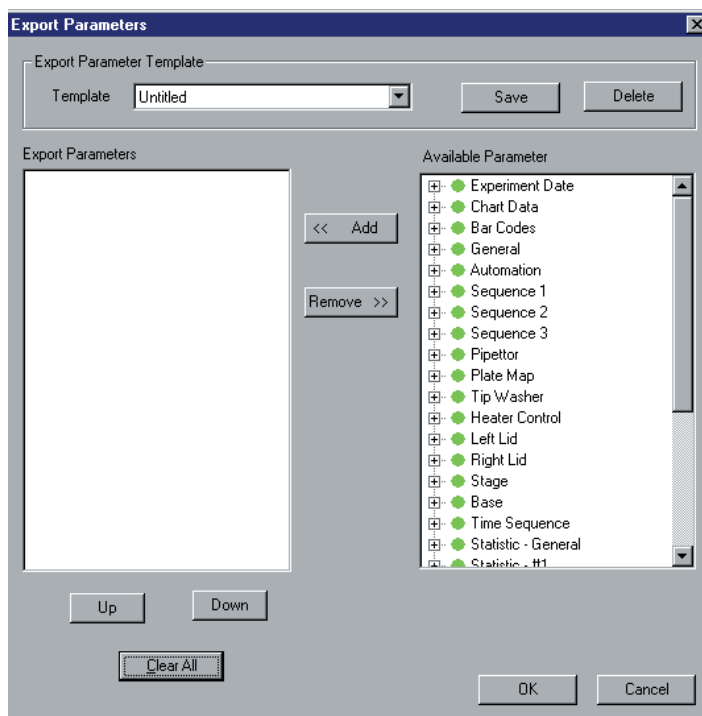 Export Parameters
Export Parameter Template
Template Untitled Save Delete
Export Parameters
Available Parameter
Experiment Date
Chart Data
Bar Codes
General
Automation
Sequence 1
Sequence 2
Sequence 3
Pipettor
Plate Map
Tip Washer
Heater Control
Left Lid
Right Lid
Stage
Base
Time Sequence
Statistic - General
Statistic - #1
<< Add
Remove >>
Up Down
Clear All
OK Cancel